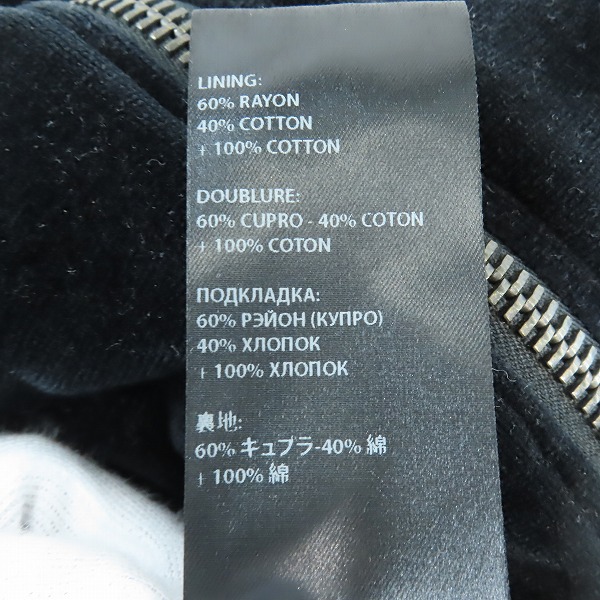 LINING:
60% RAYON
40% COTTON
+ 100% COTTON
DOUBLURE:
60% CUPRO - 40% COTON
+ 100% COTON
ПОДКЛАДКА:
60% РЭЙОН (КУПРО)
40% ХЛОПОК
+ 100% ХЛОПОК
裏地:
60% キュプラ-40% 綿
+ 100% 綿